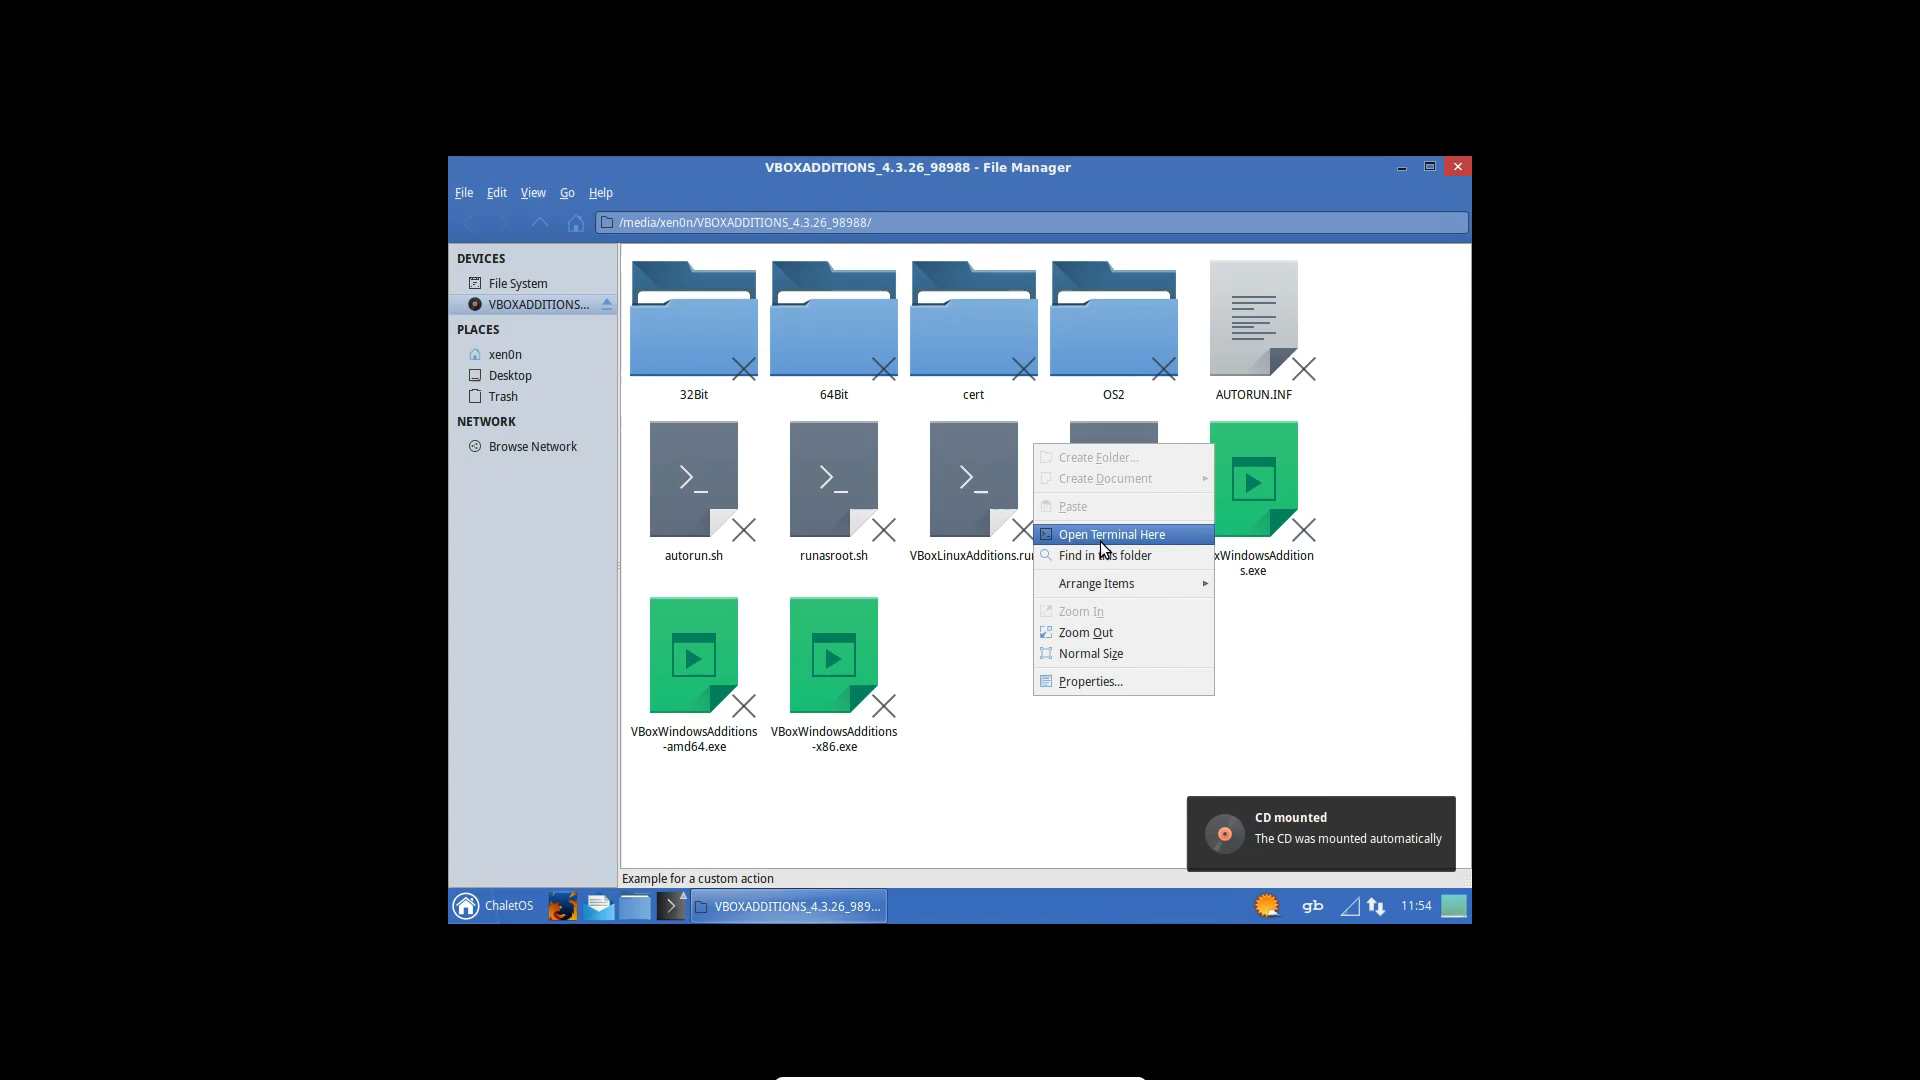 VBOXADDITIONS_4.3.26_98988 - File Manager
File Edit View Go Help
/media/xen0n/VBOXADDITIONS_4.3.26_98988/
DEVICES
File System
VBOXADDITIONS...
PLACES
xen0n
Desktop
Trash
NETWORK
Browse Network
32Bit 64Bit cert OS2 AUTORUN.INF
autorun.sh runasroot.sh VBoxLinuxAdditions.run xWindowsAddition
s.exe
VBoxWindowsAdditions VBoxWindowsAdditions
-amd64.exe -x86.exe
Create Folder...
Create Document
Paste
Open Terminal Here
Find in this folder
Arrange Items
Zoom In
Zoom Out
Normal Size
Properties...
CD mounted
The CD was mounted automatically
Example for a custom action
ChaletOS VBOXADDITIONS_4.3.26_989... gb 11:54